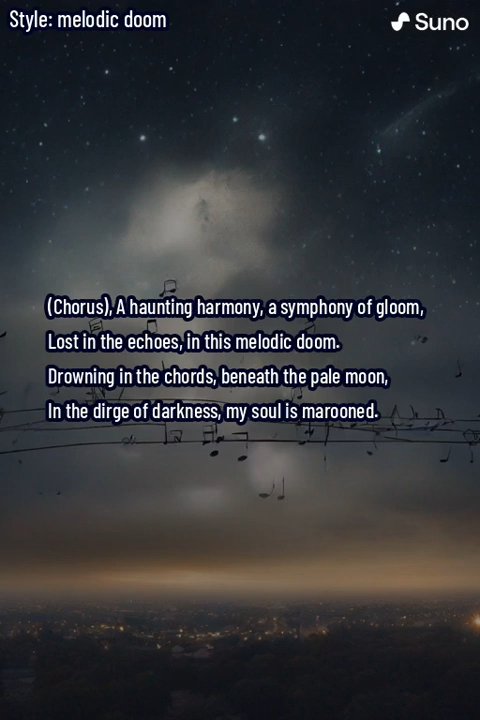 Style: melodic doom
Suno
(Chorus), A haunting harmony, a symphony of gloom,
Lost in the echoes, in this melodic doom.
Drowning in the chords, beneath the pale moon,
In the dirge of darkness, my soul is marooned.